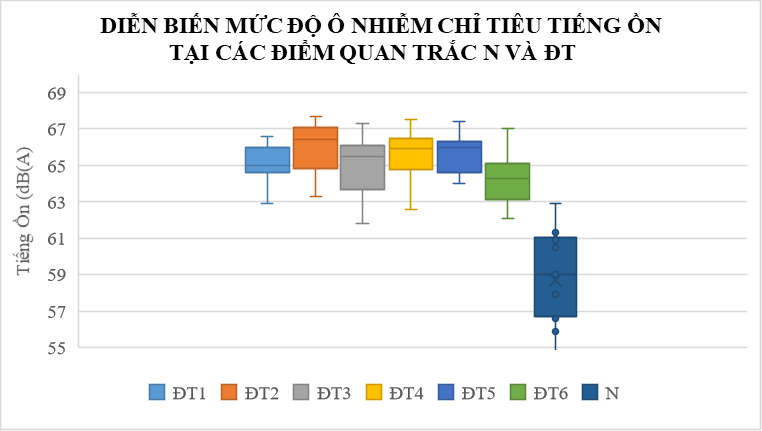 DIỄN BIẾN MỨC ĐỘ Ô NHIỄM CHỈ TIÊU TIẾNG ỒN
TẠI CÁC ĐIỂM QUAN TRẮC N VÀ ĐT
Tiếng Ồn (dB(A)
69
67
65
63
61
59
57
55
ĐT1 ĐT2 ĐT3 ĐT4 ĐT5 ĐT6 N